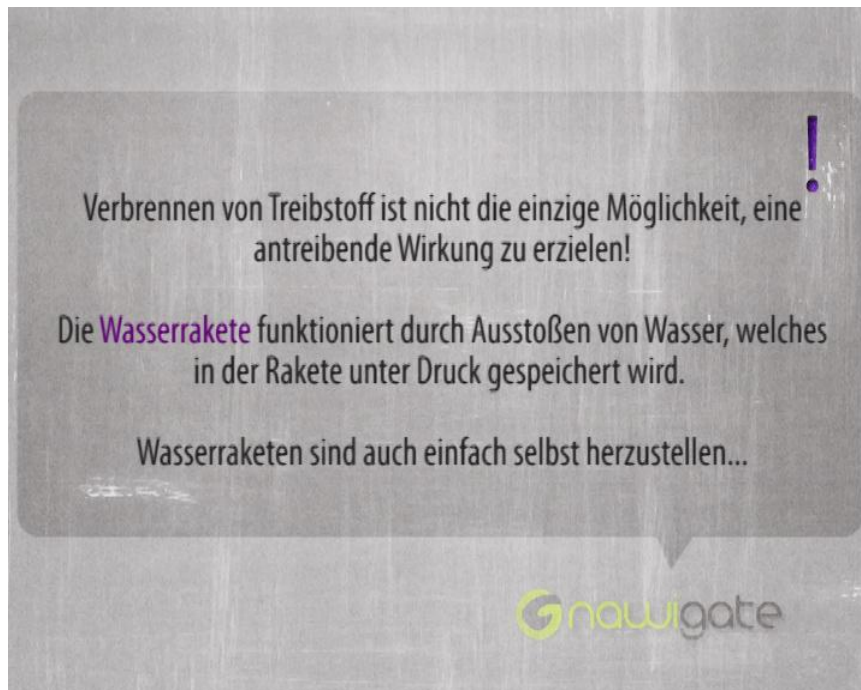 !
Verbrennen von Treibstoff ist nicht die einzige Möglichkeit, eine
antreibende Wirkung zu erzielen!
Die Wasserrakete funktioniert durch Ausstoßen von Wasser, welches
in der Rakete unter Druck gespeichert wird.
Wasserraketen sind auch einfach selbst herzustellen...
Gnawigate